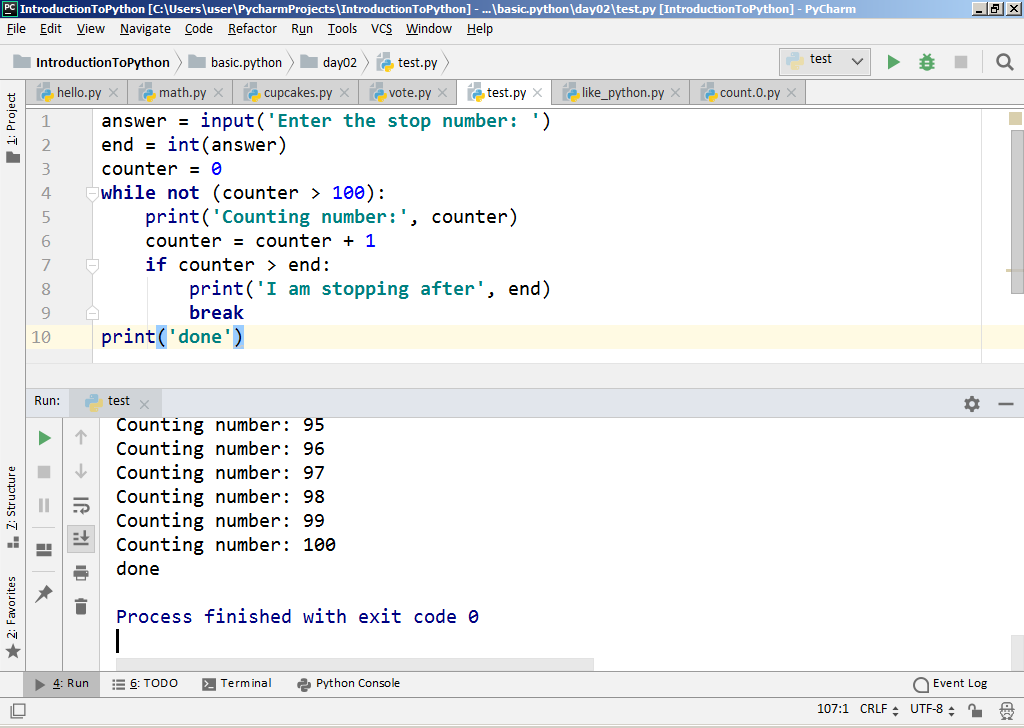 IntroductionToPython [C:\Users\user\PycharmProjects\IntroductionToPython] - ...\basic.python\day02\test.py [IntroductionToPython] - PyCharm
File Edit View Navigate Code Refactor Run Tools VCS Window Help
IntroductionToPython basic.python day02 test.py test
hello.py math.py cupcakes.py vote.py test.py like_python.py count.0.py
1: Project
1 answer = input('Enter the stop number: ')
2 end = int(answer)
3 counter = 0
4 while not (counter > 100):
5     print('Counting number:', counter)
6     counter = counter + 1
7     if counter > end:
8         print('I am stopping after', end)
9         break
10 print('done')
Run: test
Counting number: 95
Counting number: 96
Counting number: 97
Counting number: 98
Counting number: 99
Counting number: 100
done
Process finished with exit code 0
7: Structure
2: Favorites
4: Run 6: TODO Terminal Python Console Event Log
107:1 CRLF UTF-8